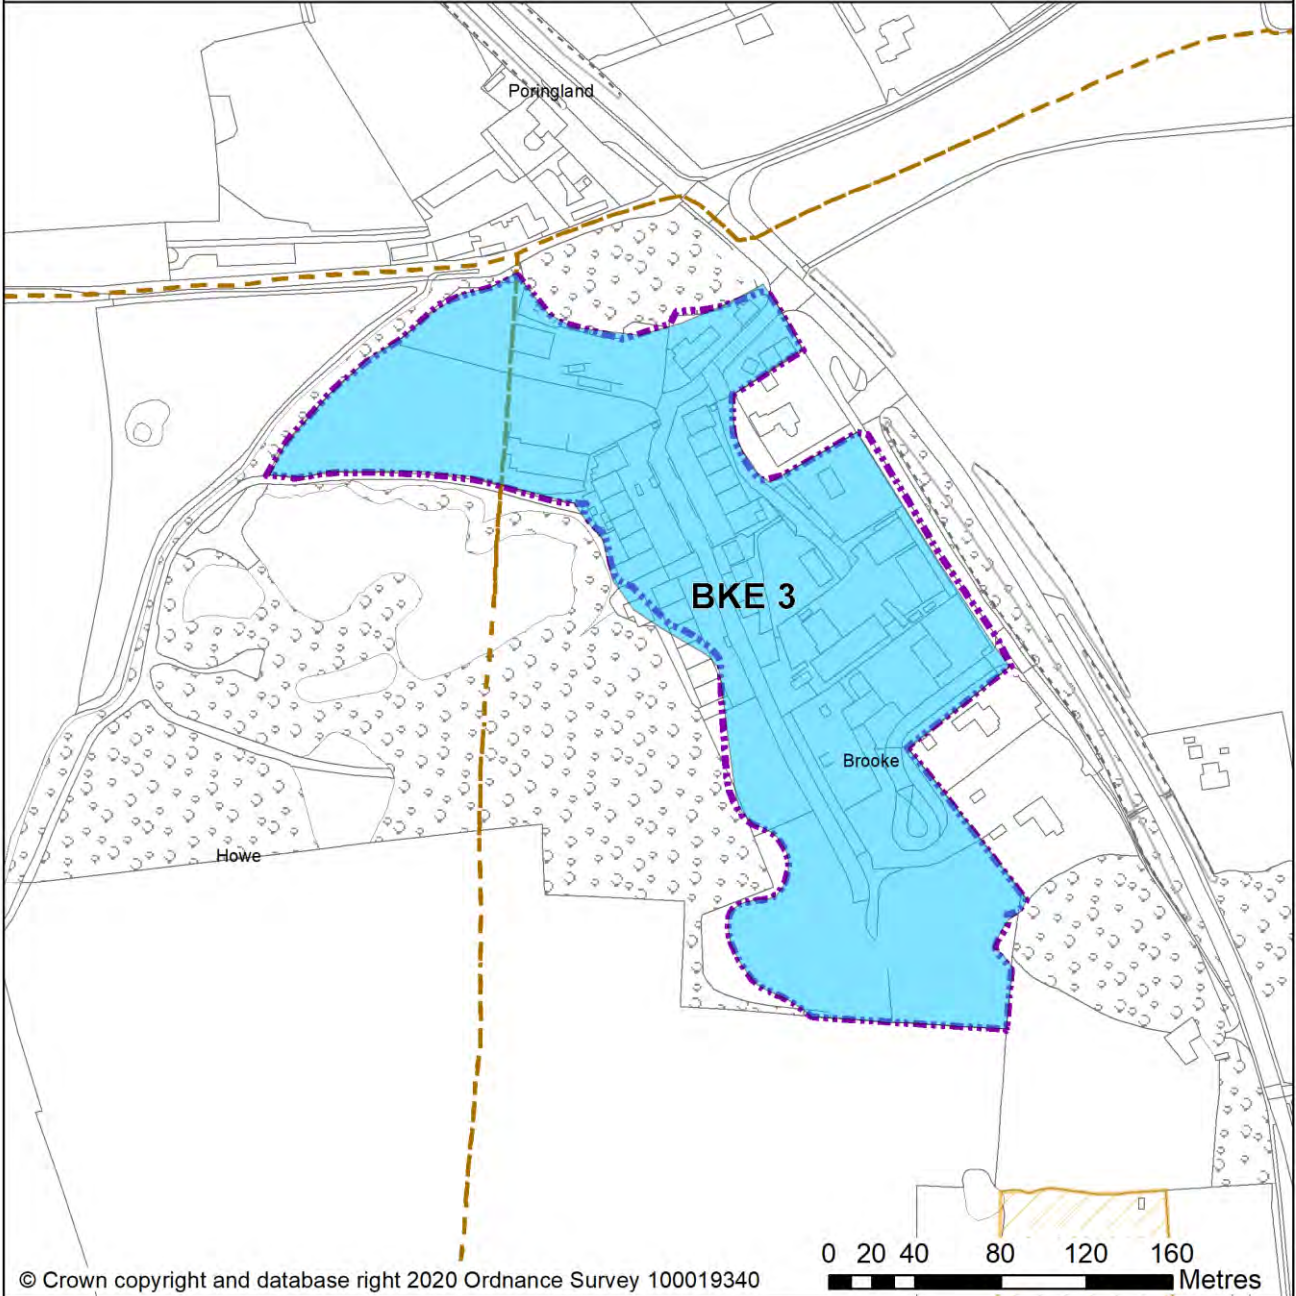 Poringland
BKE 3
Brooke
Howe
0 20 40 80 120 160
Metres
© Crown copyright and database right 2020 Ordnance Survey 100019340